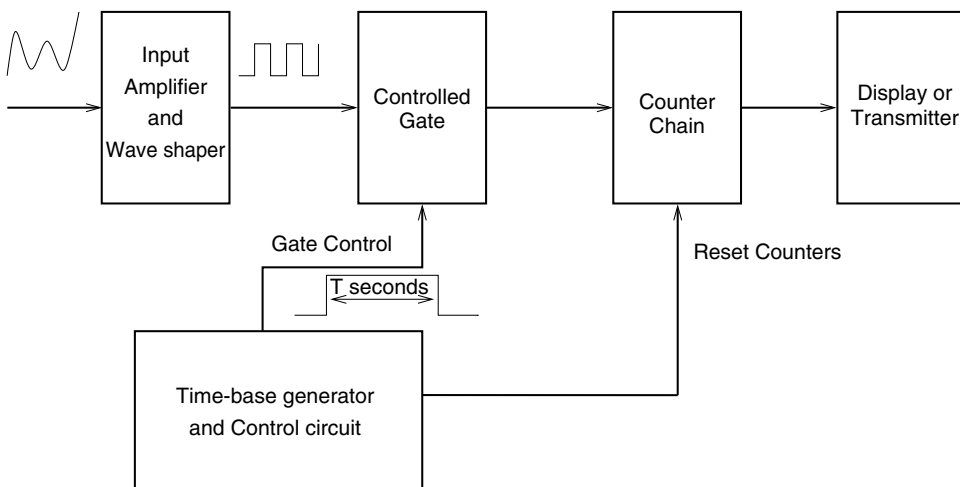 Input
Amplifier
and
Wave shaper
Controlled
Gate
Counter
Chain
Display or
Transmitter
Gate Control
T seconds
Reset Counters
Time-base generator
and Control circuit